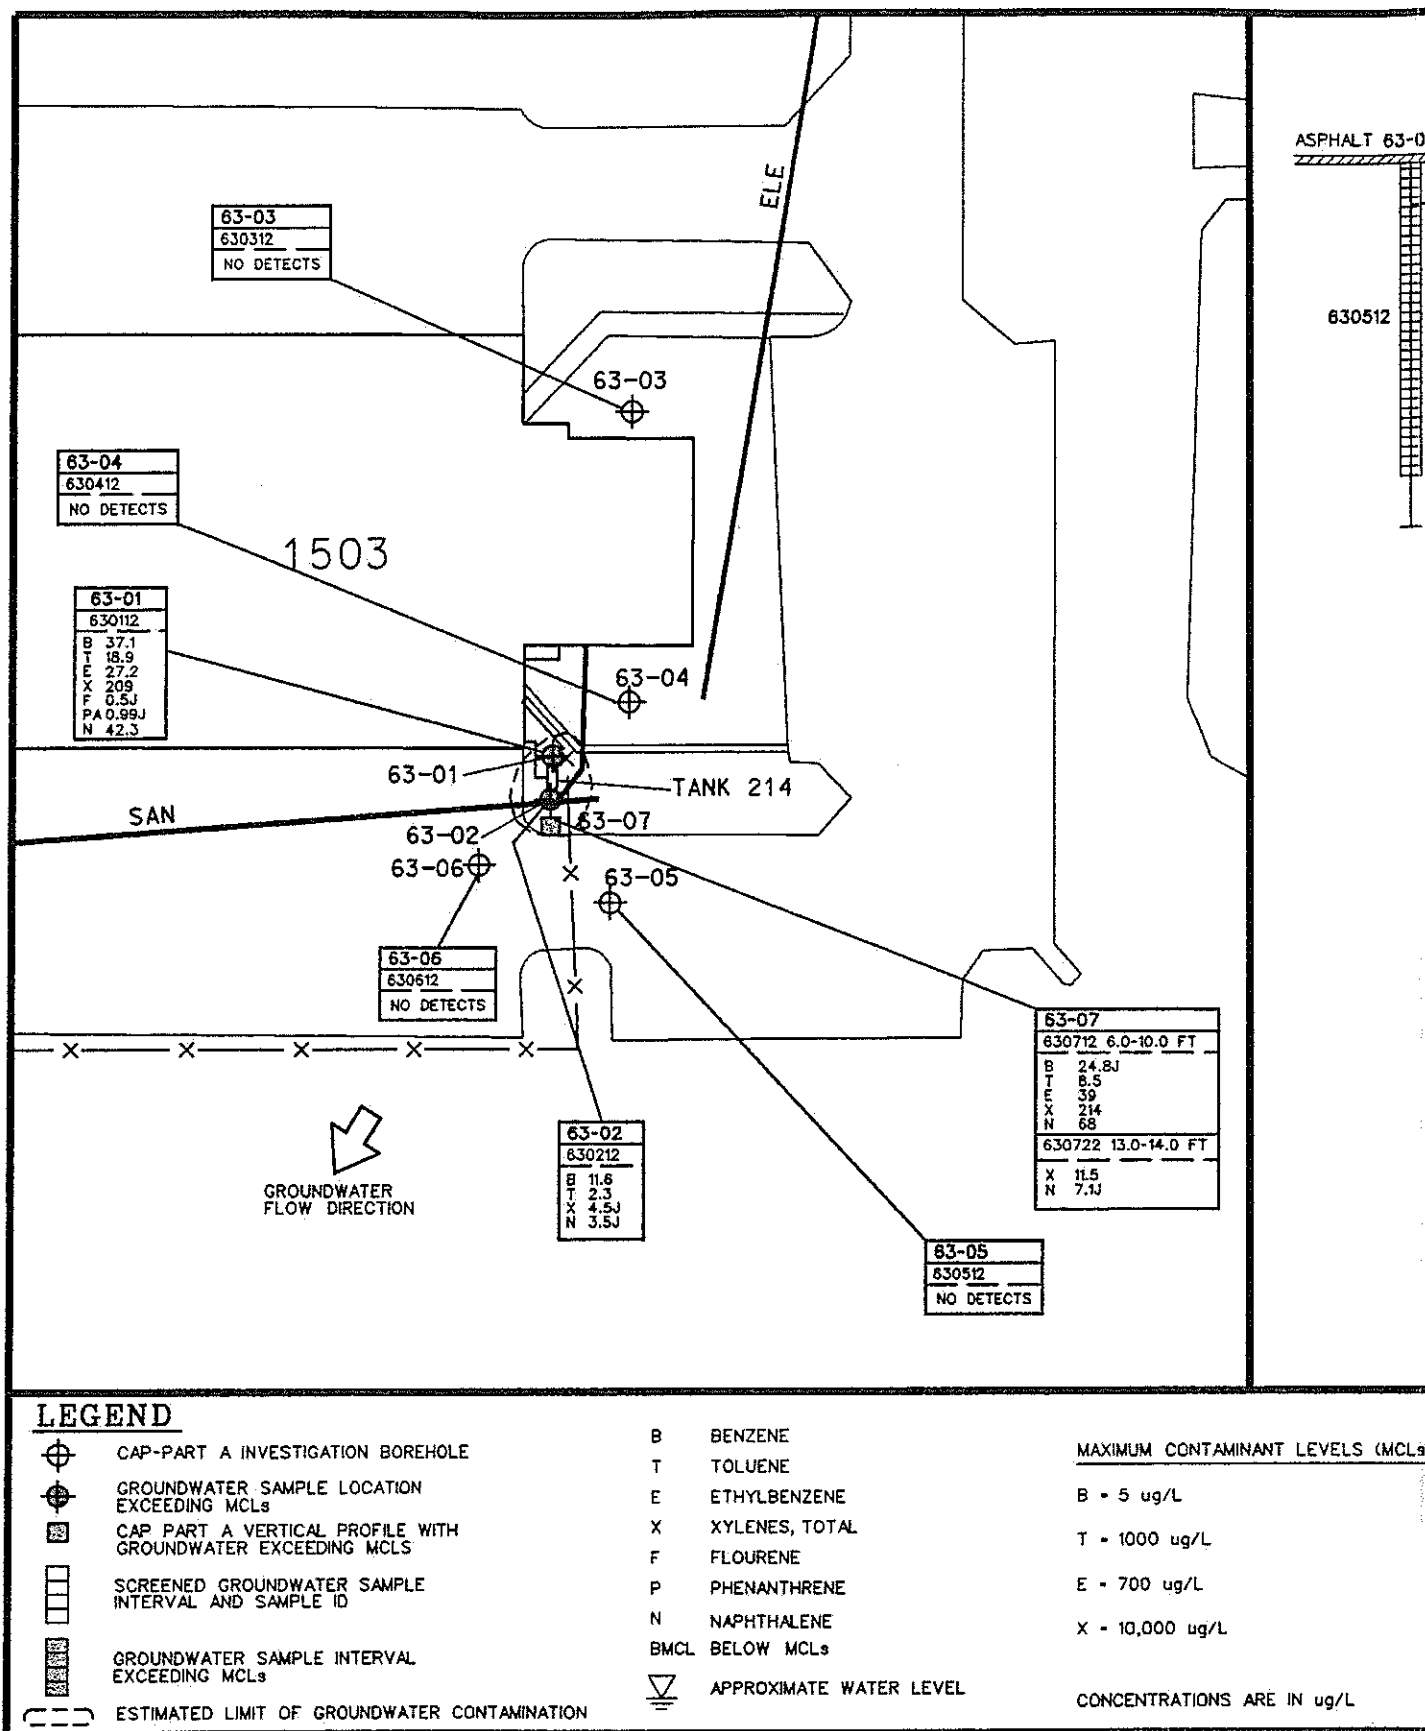 ELE
ASPHALT 63-0
630512
63-03
630312
NO DETECTS
63-03
63-04
630412
NO DETECTS
1503
63-01
630112
B 37.1
T 18.9
E 27.2
X 209
F 0.5J
PA 0.99J
N 42.3
63-04
63-01
TANK 214
SAN
63-02
63-07
63-06
63-05
63-06
630612
NO DETECTS
63-07
630712 6.0-10.0 FT
B 24.8J
T 8.5
E 39
X 214
N 68
630722 13.0-14.0 FT
X 11.5
N 7.1J
63-02
630212
B 11.6
T 2.3
X 4.5J
N 3.5J
GROUNDWATER
FLOW DIRECTION
63-05
630512
NO DETECTS
LEGEND
CAP-PART A INVESTIGATION BOREHOLE
GROUNDWATER SAMPLE LOCATION
EXCEEDING MCLs
CAP PART A VERTICAL PROFILE WITH
GROUNDWATER EXCEEDING MCLS
SCREENED GROUNDWATER SAMPLE
INTERVAL AND SAMPLE ID
GROUNDWATER SAMPLE INTERVAL
EXCEEDING MCLs
ESTIMATED LIMIT OF GROUNDWATER CONTAMINATION
B BENZENE
T TOLUENE
E ETHYLBENZENE
X XYLENES, TOTAL
F FLOURENE
P PHENANTHRENE
N NAPHTHALENE
BMCL BELOW MCLs
APPROXIMATE WATER LEVEL
MAXIMUM CONTAMINANT LEVELS (MCLs
B = 5 ug/L
T = 1000 ug/L
E = 700 ug/L
X = 10,000 ug/L
CONCENTRATIONS ARE IN ug/L